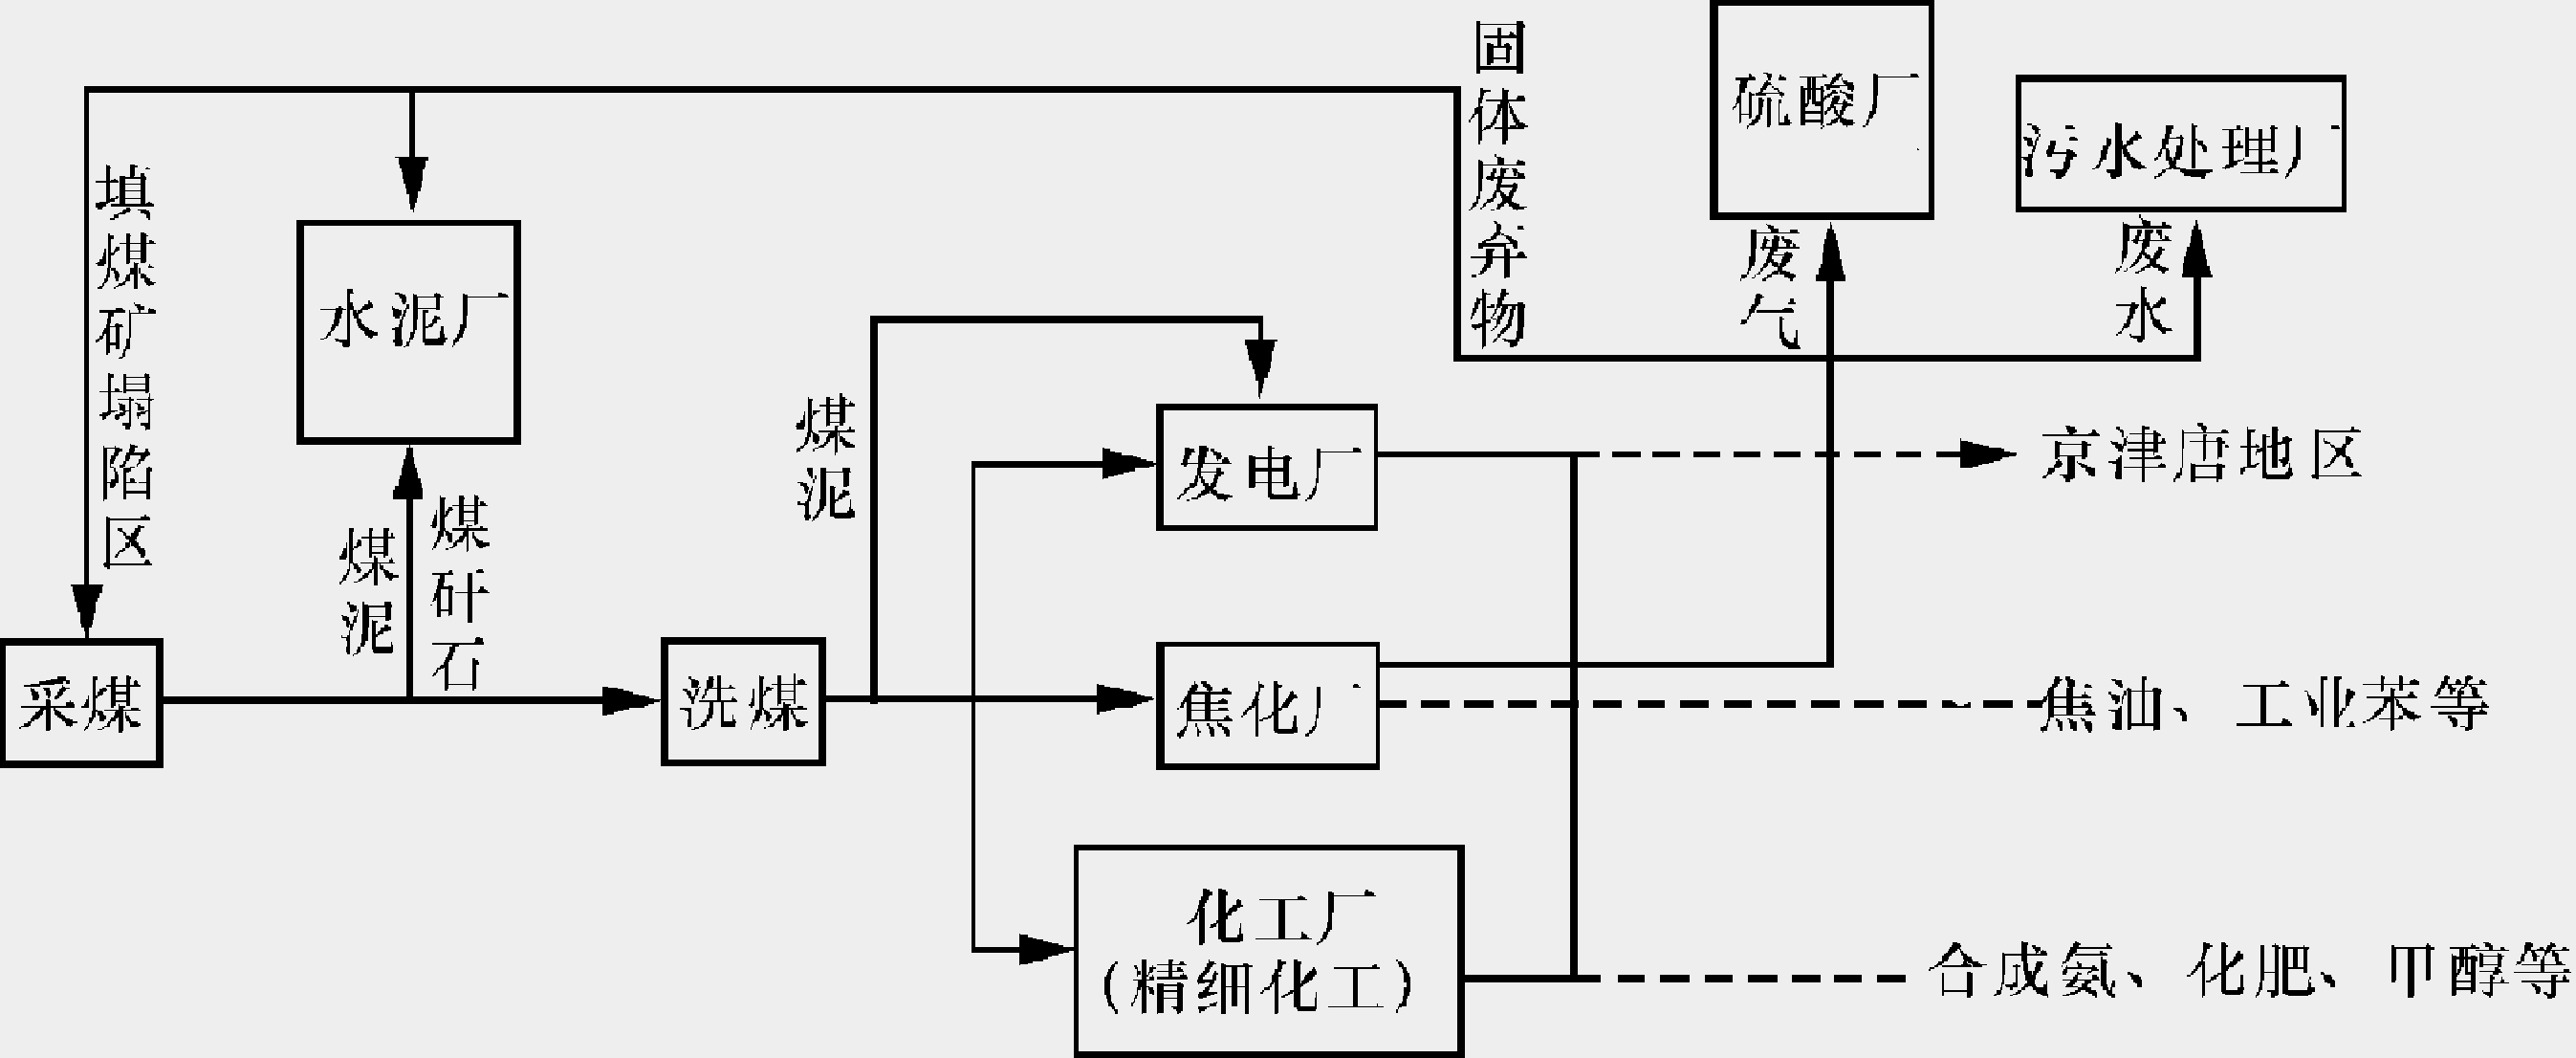 固体废弃物
硫酸厂
污水处理厂
填煤矿塌陷区
水泥厂
废气
废水
煤泥
发电厂
京津唐地区
煤泥
煤矸石
采煤
洗煤
焦化厂
焦油、工业苯等
化工厂
(精细化工)
合成氨、化肥、甲醇等